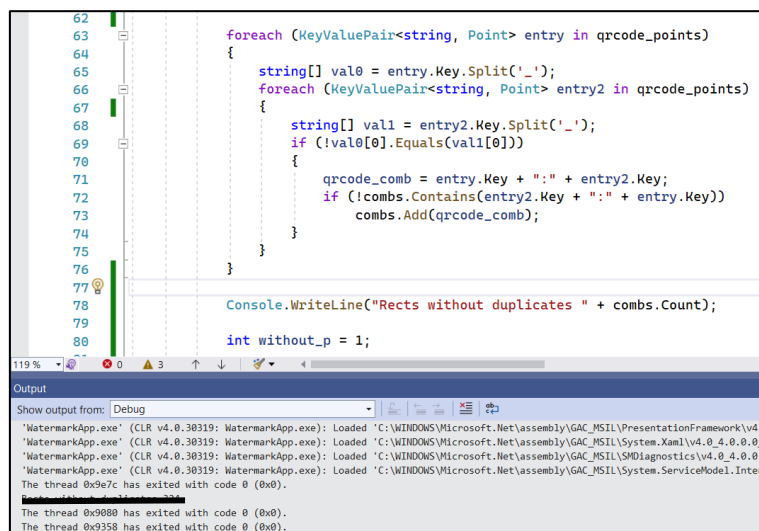 62
63 foreach (KeyValuePair<string, Point> entry in qrcode_points)
64 {
65 string[] val0 = entry.Key.Split('_');
66 foreach (KeyValuePair<string, Point> entry2 in qrcode_points)
67 {
68 string[] val1 = entry2.Key.Split('_');
69 if (!val0[0].Equals(val1[0]))
70 {
71 qrcode_comb = entry.Key + ":" + entry2.Key;
72 if (!combs.Contains(entry2.Key + ":" + entry.Key))
73 combs.Add(qrcode_comb);
74 }
75 }
76 }
77
78 Console.WriteLine("Rects without duplicates " + combs.Count);
79
80 int without_p = 1;
119 % 0 3
Output
Show output from: Debug
'WatermarkApp.exe' (CLR v4.0.30319: WatermarkApp.exe): Loaded 'C:\WINDOWS\Microsoft.Net\assembly\GAC_MSIL\PresentationFramework\v4
'WatermarkApp.exe' (CLR v4.0.30319: WatermarkApp.exe): Loaded 'C:\WINDOWS\Microsoft.Net\assembly\GAC_MSIL\System.Xaml\v4.0_4.0.0.0_
'WatermarkApp.exe' (CLR v4.0.30319: WatermarkApp.exe): Loaded 'C:\WINDOWS\Microsoft.Net\assembly\GAC_MSIL\SMDiagnostics\v4.0_4.0.0
'WatermarkApp.exe' (CLR v4.0.30319: WatermarkApp.exe): Loaded 'C:\WINDOWS\Microsoft.Net\assembly\GAC_MSIL\System.ServiceModel.Inter
The thread 0x9e7c has exited with code 0 (0x0).
The thread 0x9080 has exited with code 0 (0x0).
The thread 0x9358 has exited with code 0 (0x0).